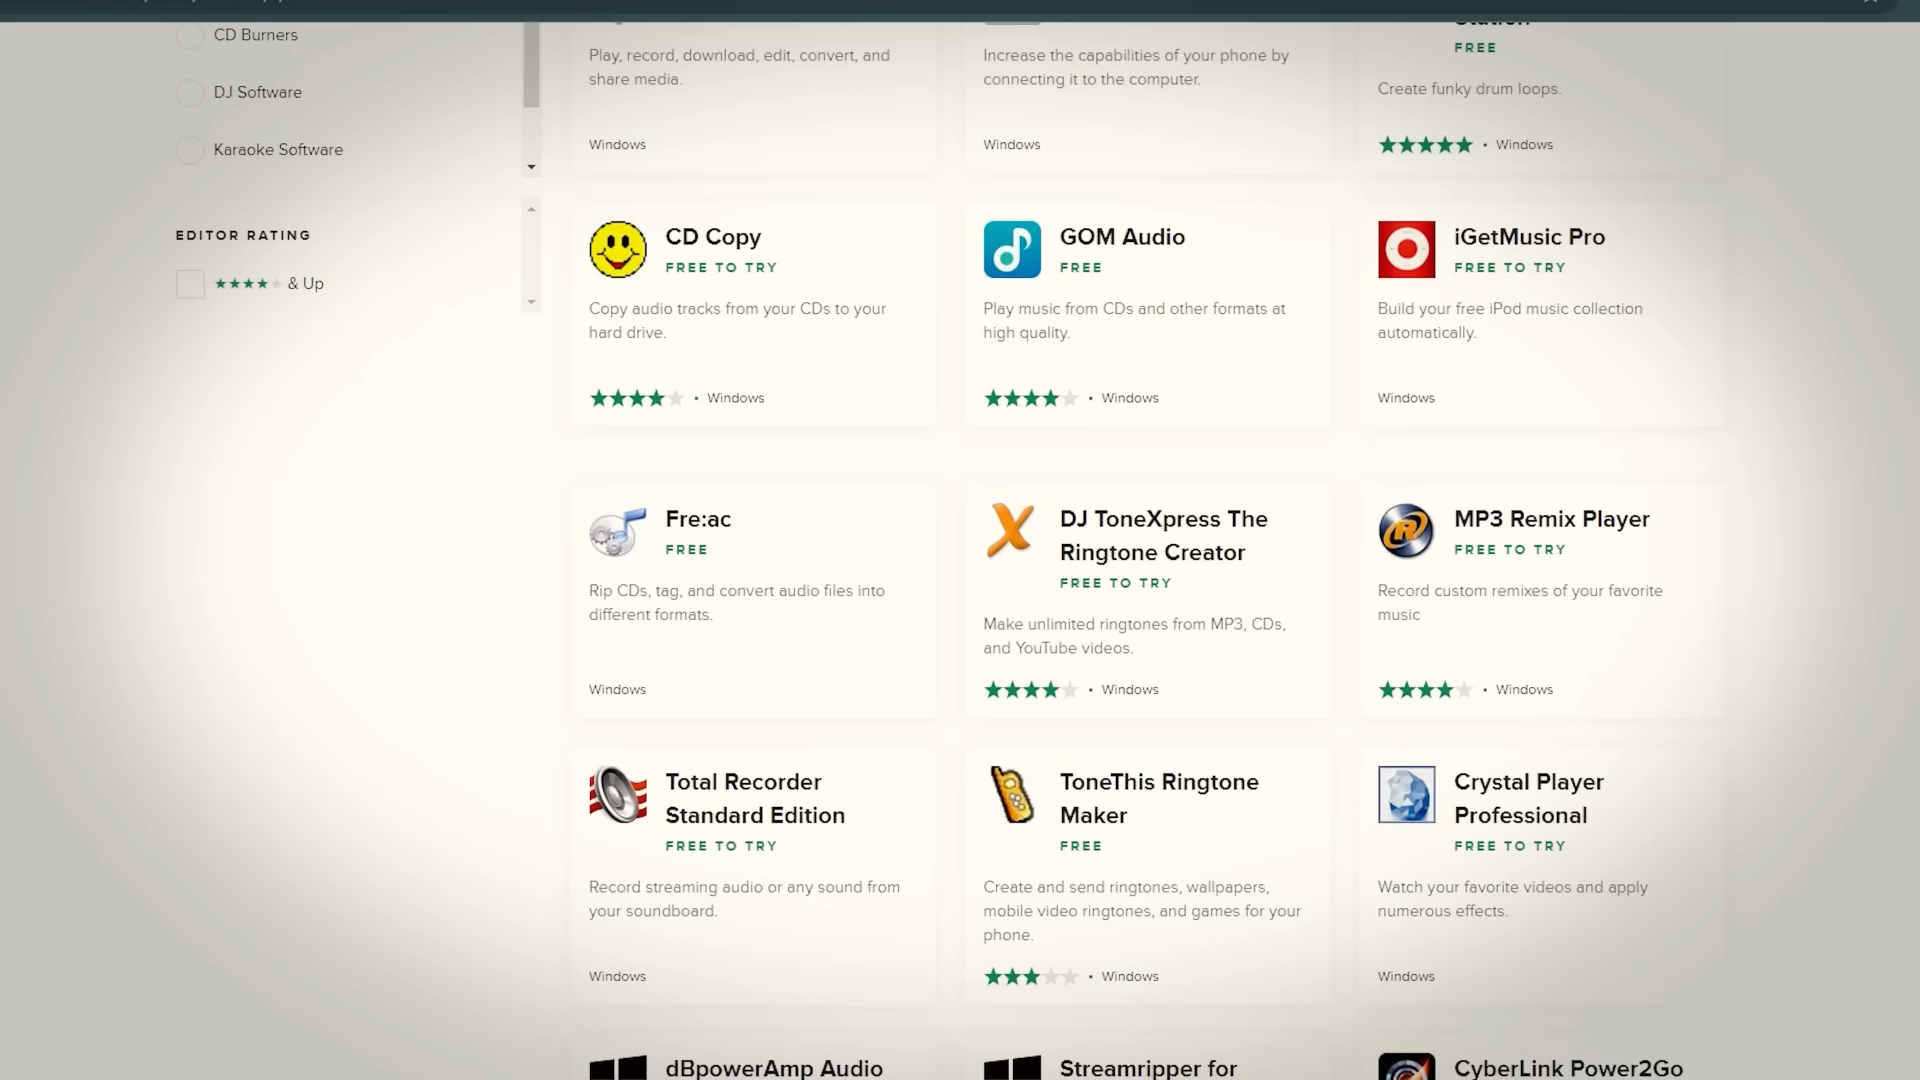 CD Burners
DJ Software
Karaoke Software
EDITOR RATING
& Up
Play, record, download, edit, convert, and
share media.
Windows
Increase the capabilities of your phone by
connecting it to the computer.
Windows
Station
FREE
Create funky drum loops.
Windows
CD Copy
FREE TO TRY
Copy audio tracks from your CDs to your
hard drive.
Windows
GOM Audio
FREE
Play music from CDs and other formats at
high quality.
Windows
iGetMusic Pro
FREE TO TRY
Build your free iPod music collection
automatically.
Windows
Fre:ac
FREE
Rip CDs, tag, and convert audio files into
different formats.
Windows
DJ ToneXpress The
Ringtone Creator
FREE TO TRY
Make unlimited ringtones from MP3, CDs,
and YouTube videos.
Windows
MP3 Remix Player
FREE TO TRY
Record custom remixes of your favorite
music
Windows
Total Recorder
Standard Edition
FREE TO TRY
Record streaming audio or any sound from
your soundboard.
Windows
ToneThis Ringtone
Maker
FREE
Create and send ringtones, wallpapers,
mobile video ringtones, and games for your
phone.
Windows
Crystal Player
Professional
FREE TO TRY
Watch your favorite videos and apply
numerous effects.
Windows
dBpowerAmp Audio
Streamripper for
CyberLink Power2Go